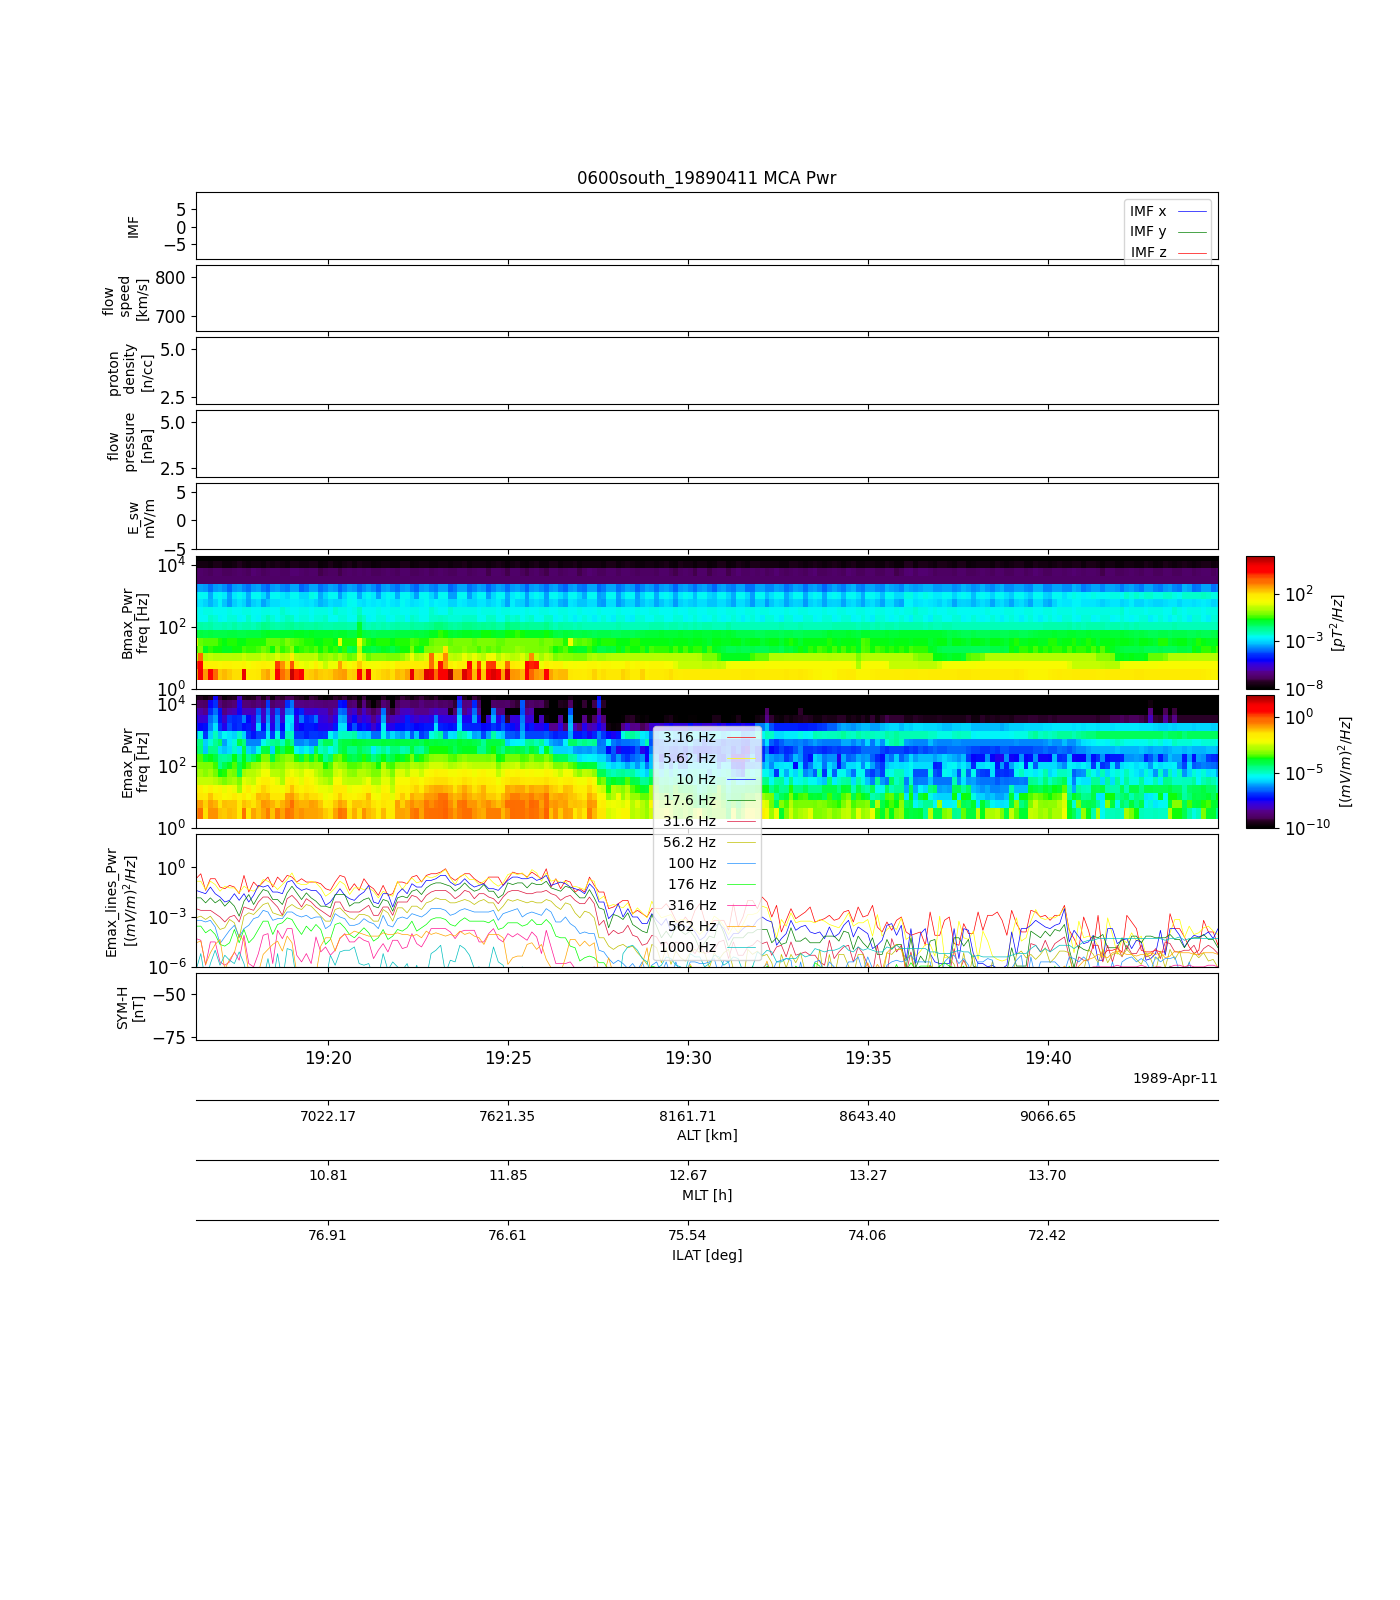 0600south_19890411 MCA Pwr
IMF
5
0
−5
IMF x
IMF y
IMF z
flow
speed
[km/s]
800
700
proton
density
[n/cc]
5.0
2.5
flow
pressure
[nPa]
5.0
2.5
E_sw
mV/m
5
0
−5
Bmax_Pwr
freq [Hz]
10^4
10^2
10^0
10^2
10^−3
10^−8
[pT^2/Hz]
Emax_Pwr
freq [Hz]
10^4
10^2
10^0
10^0
10^−5
10^−10
[(mV/m)^2/Hz]
3.16 Hz
5.62 Hz
10 Hz
17.6 Hz
31.6 Hz
56.2 Hz
100 Hz
176 Hz
316 Hz
562 Hz
1000 Hz
Emax_lines_Pwr
[(mV/m)^2/Hz]
10^0
10^−3
10^−6
SYM-H
[nT]
−50
−75
19:20 19:25 19:30 19:35 19:40
1989-Apr-11
7022.17 7621.35 8161.71 8643.40 9066.65
ALT [km]
10.81 11.85 12.67 13.27 13.70
MLT [h]
76.91 76.61 75.54 74.06 72.42
ILAT [deg]